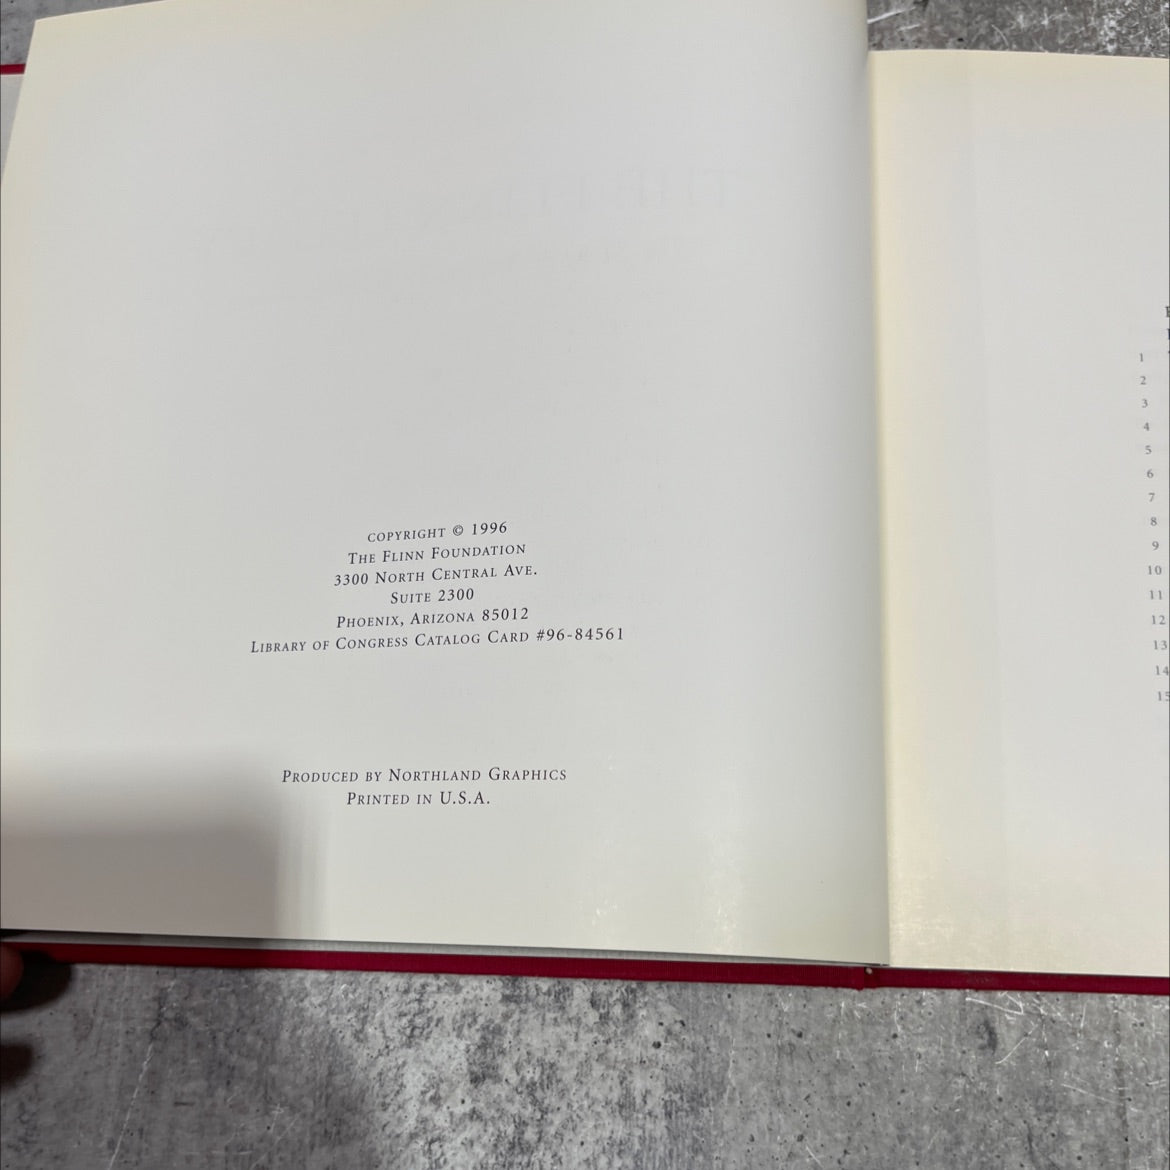 COPYRIGHT © 1996
THE FLINN FOUNDATION
3300 NORTH CENTRAL AVE.
SUITE 2300
PHOENIX, ARIZONA 85012
LIBRARY OF CONGRESS CATALOG CARD #96-84561
PRODUCED BY NORTHLAND GRAPHICS
PRINTED IN U.S.A.
1
2
3
4
5
6
7
8
9
10
11
12
13
14
15